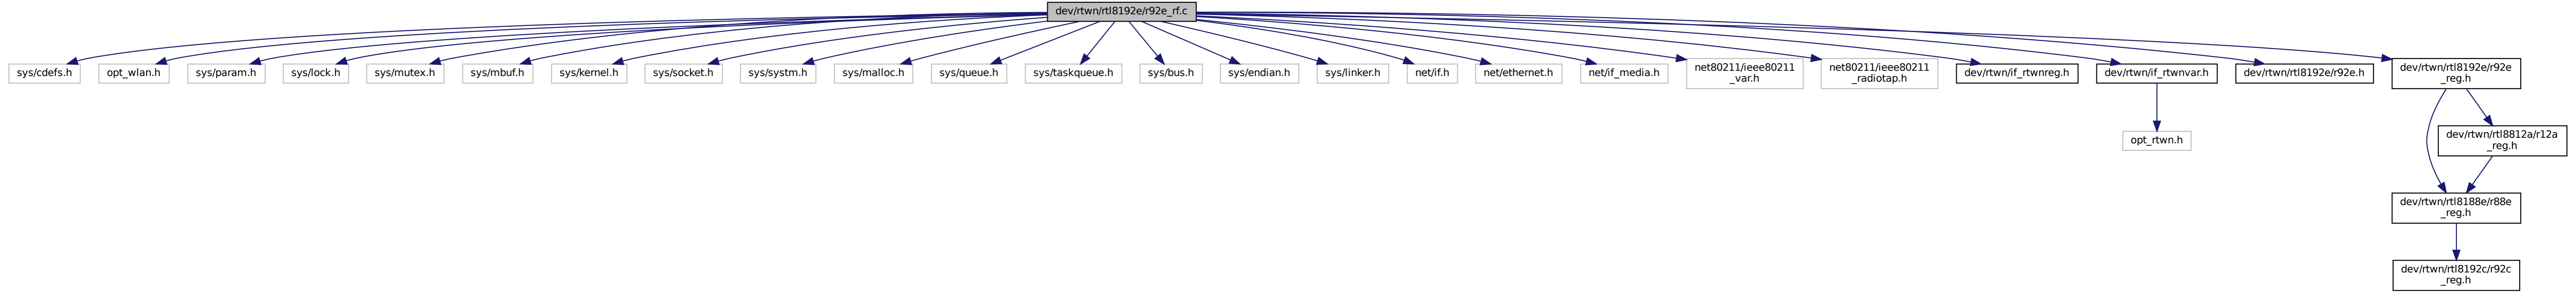 dev/rtwn/rtl8192e/r92e_rf.c
sys/cdefs.h
opt_wlan.h
sys/param.h
sys/lock.h
sys/mutex.h
sys/mbuf.h
sys/kernel.h
sys/socket.h
sys/systm.h
sys/malloc.h
sys/queue.h
sys/taskqueue.h
sys/bus.h
sys/endian.h
sys/linker.h
net/if.h
net/ethernet.h
net/if_media.h
net80211/ieee80211
_var.h
net80211/ieee80211
_radiotap.h
dev/rtwn/if_rtwnreg.h
dev/rtwn/if_rtwnvar.h
dev/rtwn/rtl8192e/r92e.h
dev/rtwn/rtl8192e/r92e
_reg.h
opt_rtwn.h
dev/rtwn/rtl8812a/r12a
_reg.h
dev/rtwn/rtl8188e/r88e
_reg.h
dev/rtwn/rtl8192c/r92c
_reg.h